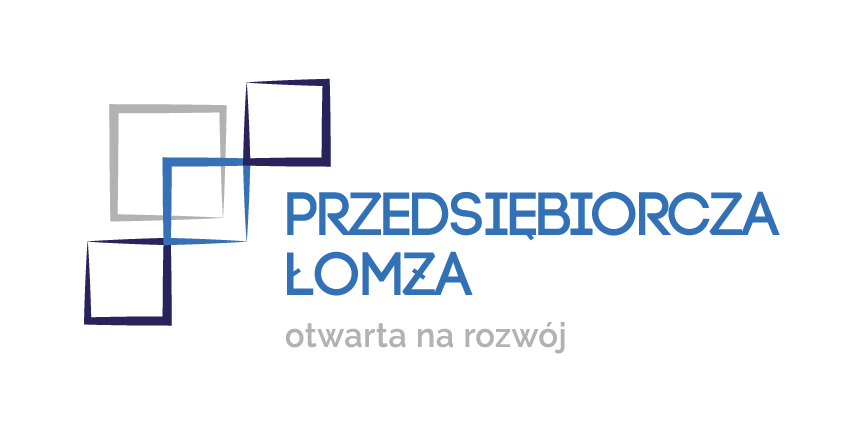 PRZEDSIĘBIORCZA
ŁOMŻA
otwarta na rozwój